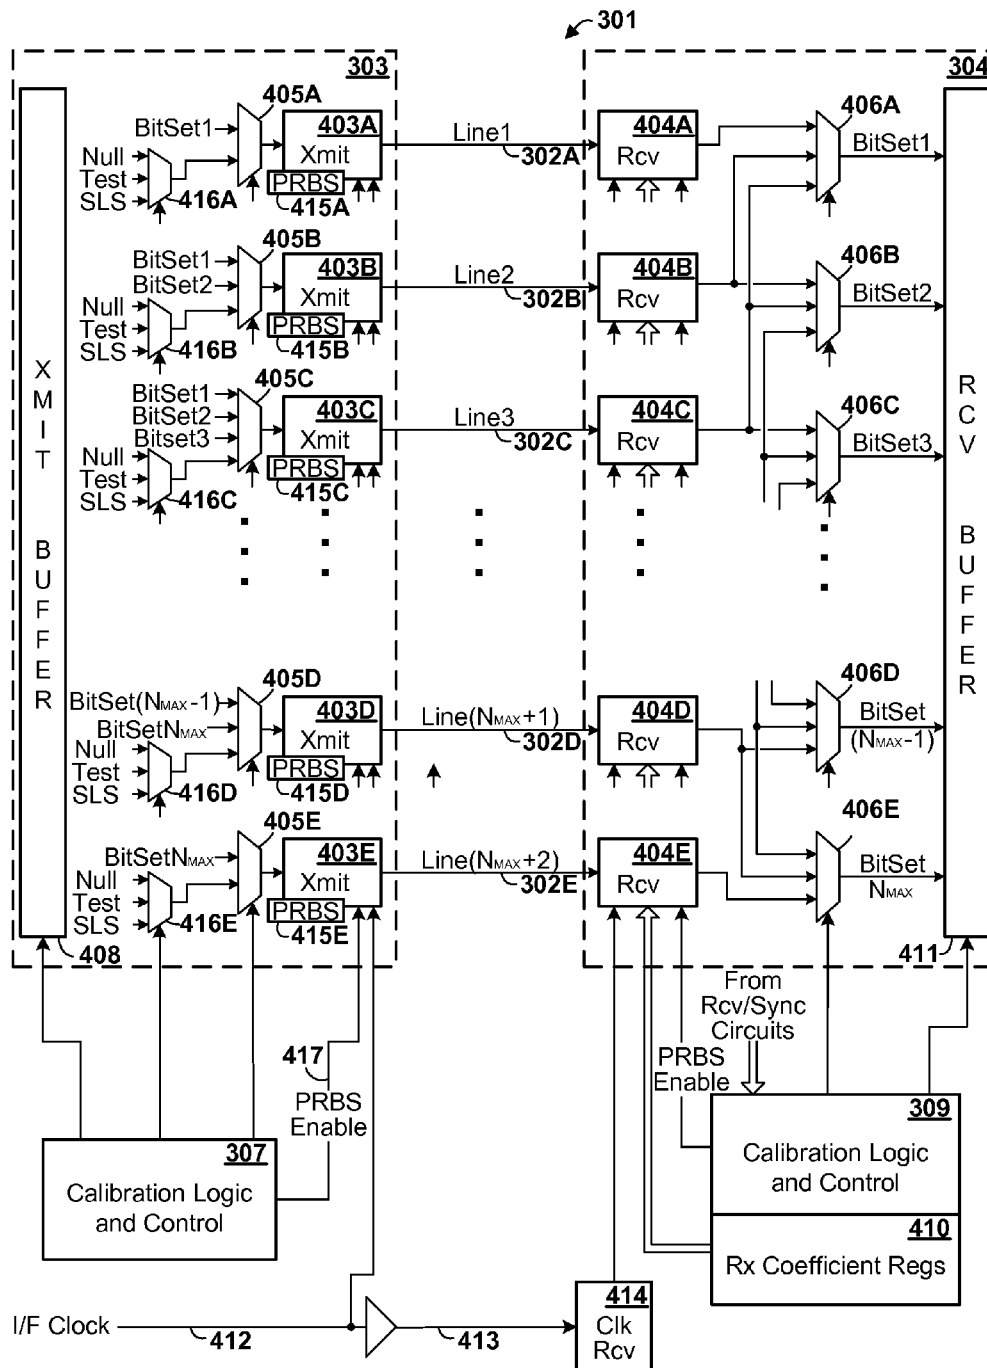 301
303
304
XMIT BUFFER
405A
BitSet1
Null
Test
SLS
416A
403A
Xmit
PRBS
415A
Line1
302A
404A
Rcv
406A
BitSet1
405B
BitSet1
BitSet2
Null
Test
SLS
416B
403B
Xmit
PRBS
415B
Line2
302B
404B
Rcv
406B
BitSet2
405C
BitSet1
BitSet2
Bitset3
Null
Test
SLS
416C
403C
Xmit
PRBS
415C
Line3
302C
404C
Rcv
406C
BitSet3
RCV BUFFER
405D
BitSet(NMAX-1)
BitSetNMAX
Null
Test
SLS
416D
403D
Xmit
PRBS
415D
Line(NMAX+1)
302D
404D
Rcv
406D
BitSet
(NMAX-1)
405E
BitSetNMAX
Null
Test
SLS
416E
403E
Xmit
PRBS
415E
Line(NMAX+2)
302E
404E
Rcv
406E
BitSet
NMAX
408
411
From
Rcv/Sync
Circuits
417
PRBS
Enable
PRBS
Enable
307
Calibration Logic
and Control
309
Calibration Logic
and Control
410
Rx Coefficient Regs
I/F Clock
412
413
414
Clk
Rcv